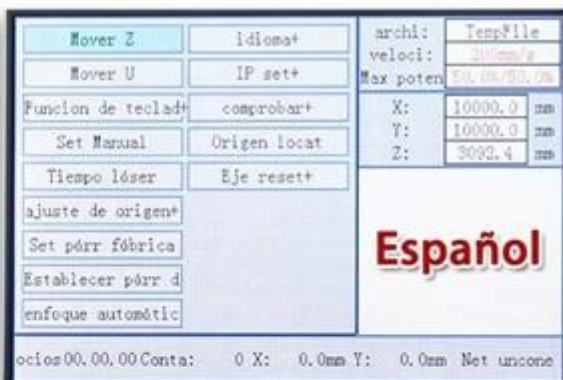 Mover Z
Mover U
Funcion de teclad+
Set Manual
Tiempo láser
ajuste de origen+
Set párr fábrica
Establecer párr d
enfoque automátic
idioma+
IP set+
comprobar+
Origen locat
Eje reset+
archi: TempFile
veloci: 200mm/s
Max poten 50.0%/50.0%
X: 10000.0 mm
Y: 10000.0 mm
Z: 3092.4 mm
Español
ocios00.00.00 Conta: 0 X: 0.0mm Y: 0.0mm Net uncone